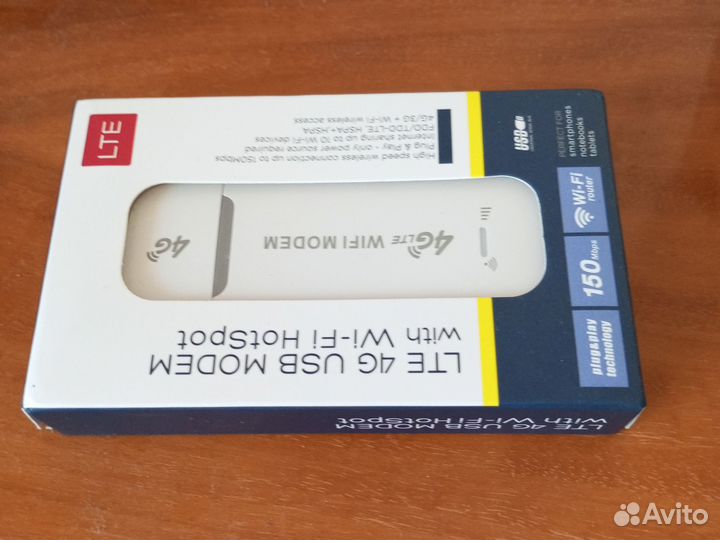 LTE
High speed wireless connection up to 150Mbps
Plug & Play - only power source required
Internet sharing up to 10 Wi-Fi devices
FDD/TDD-LTE, HSPA+HSPA
4G/3G + Wi-Fi wireless access
USB
PERFECT FOR
smartphones
notebooks
tablets
Wi-Fi
router
150 Mbps
plug&play
technology
4G
4G LTE WIFI MODEM
LTE 4G USB MODEM
with Wi-Fi HotSpot
LTE 4G USB MODEM
with Wi-Fi HotSpot
Avito